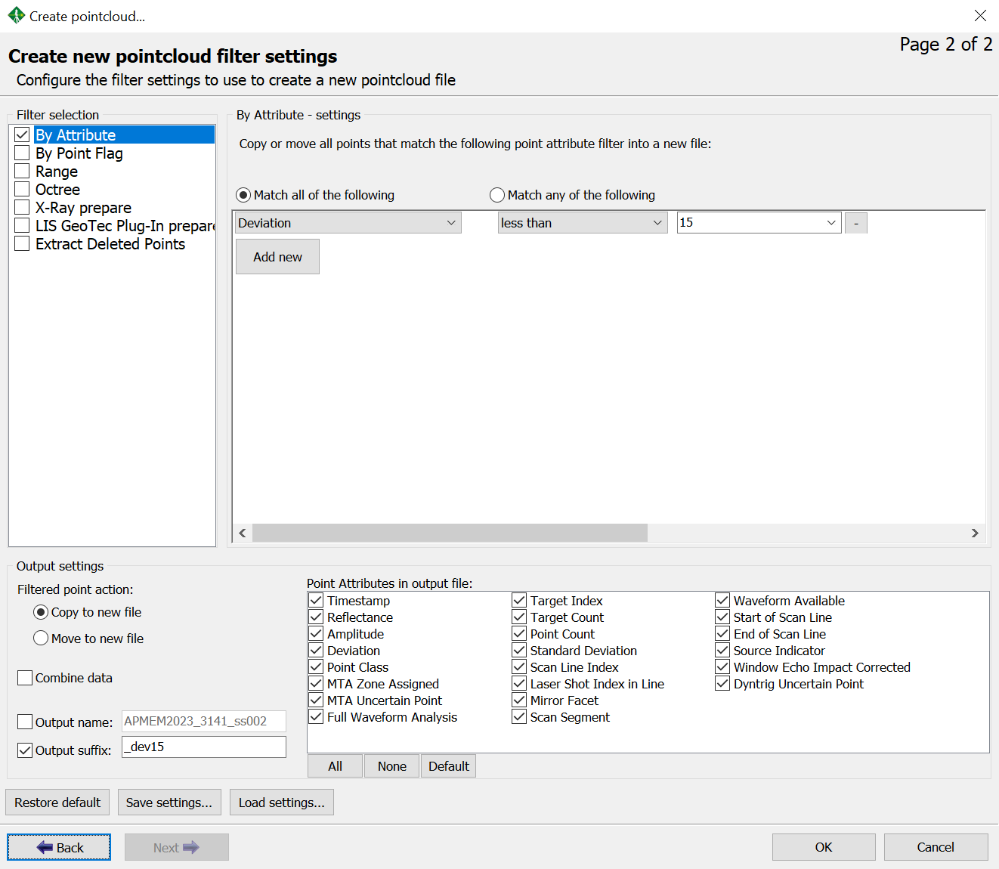 Create pointcloud...
Page 2 of 2
Create new pointcloud filter settings
Configure the filter settings to use to create a new pointcloud file
Filter selection
By Attribute
By Point Flag
Range
Octree
X-Ray prepare
LIS GeoTec Plug-In prepare
Extract Deleted Points
By Attribute - settings
Copy or move all points that match the following point attribute filter into a new file:
Match all of the following
Match any of the following
Deviation
less than
15
-
Add new
Output settings
Filtered point action:
Copy to new file
Move to new file
Combine data
Output name: APMEM2023_3141_ss002
Output suffix: _dev15
Point Attributes in output file:
Timestamp
Reflectance
Amplitude
Deviation
Point Class
MTA Zone Assigned
MTA Uncertain Point
Full Waveform Analysis
Target Index
Target Count
Point Count
Standard Deviation
Scan Line Index
Laser Shot Index in Line
Mirror Facet
Scan Segment
Waveform Available
Start of Scan Line
End of Scan Line
Source Indicator
Window Echo Impact Corrected
Dyntrig Uncertain Point
All
None
Default
Restore default
Save settings...
Load settings...
Back
Next
OK
Cancel